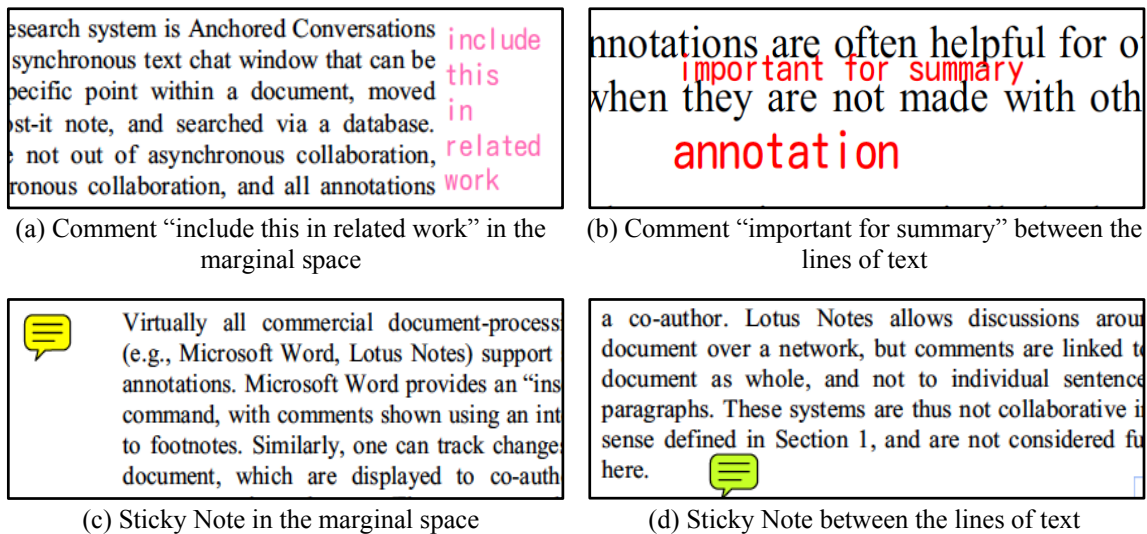 esearch system is Anchored Conversations
synchronous text chat window that can be
pecific point within a document, moved
ost-it note, and searched via a database.
not out of asynchronous collaboration,
ronous collaboration, and all annotations
include
this
in
related
work
(a) Comment “include this in related work” in the
marginal space
nnotations are often helpful for o
important for summary
when they are not made with oth
annotation
(b) Comment “important for summary” between the
lines of text
Virtually all commercial document-process
(e.g., Microsoft Word, Lotus Notes) support
annotations. Microsoft Word provides an “ins
command, with comments shown using an int
to footnotes. Similarly, one can track change
document, which are displayed to co-auth
(c) Sticky Note in the marginal space
a co-author. Lotus Notes allows discussions arou
document over a network, but comments are linked t
document as whole, and not to individual sentence
paragraphs. These systems are thus not collaborative i
sense defined in Section 1, and are not considered fu
here.
(d) Sticky Note between the lines of text